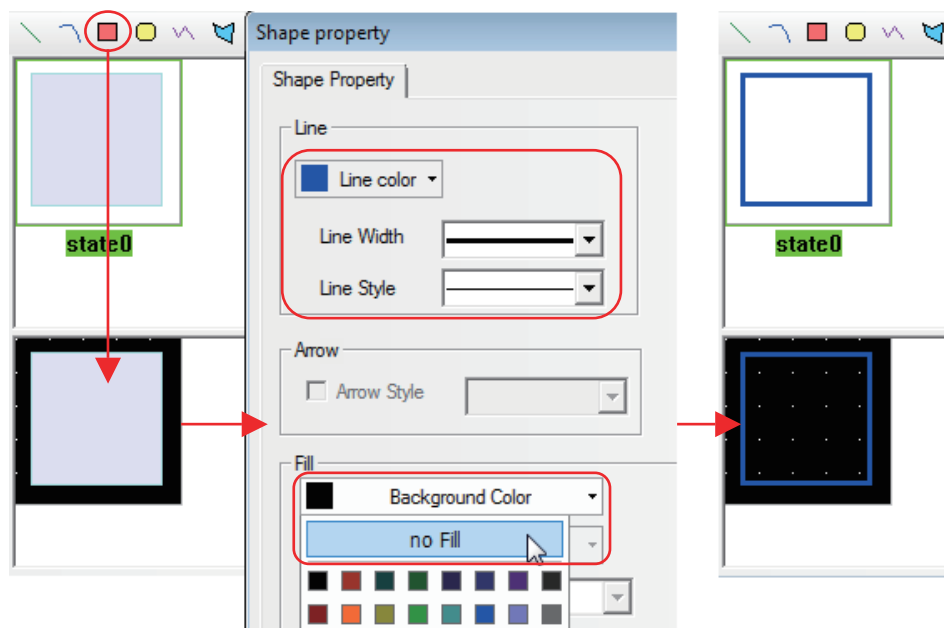 Shape property
Shape Property
Line
Line color
Line Width
Line Style
state0
state0
Arrow
Arrow Style
Fill
Background Color
no Fill